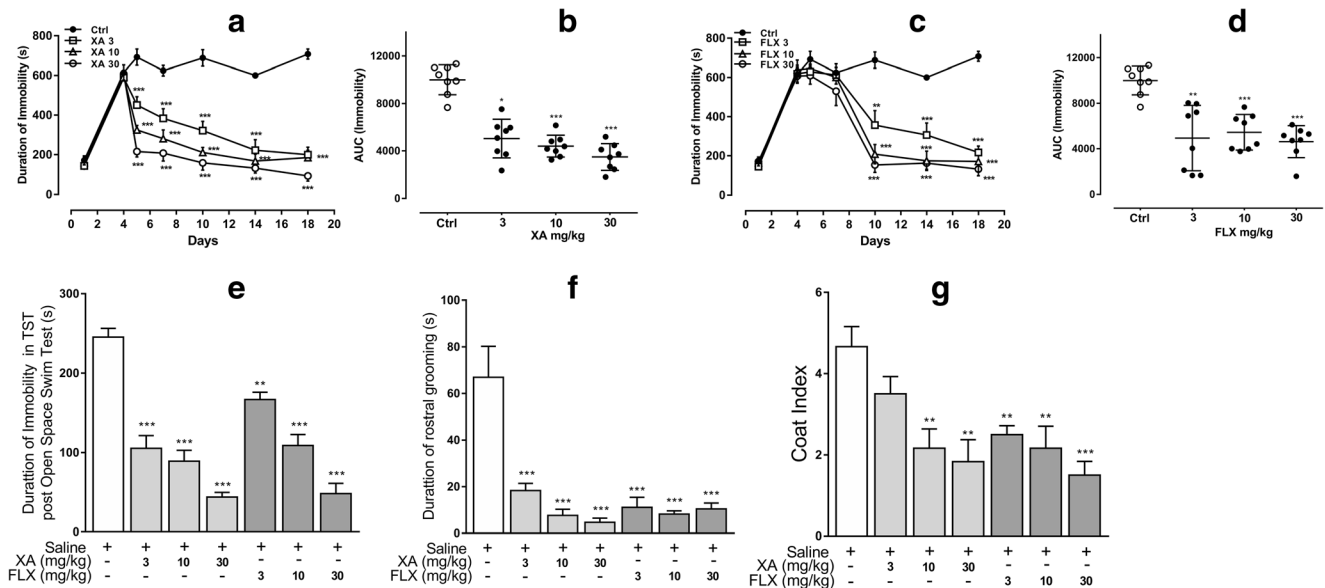 a
Ctrl
XA 3
XA 10
XA 30
Duration of Immobility (s)
800
600
400
200
0
*** *** *** *** ***
*** *** *** *** ***
*** *** *** *** ***
0 2 4 6 8 10 12 14 16 18 20
Days
b
AUC (Immobility)
12000
8000
4000
0
* *** ***
Ctrl 3 10 30
XA mg/kg
c
Ctrl
FLX 3
FLX 10
FLX 30
Duration of Immobility (s)
800
600
400
200
0
** *** ***
*** *** ***
*** *** ***
0 2 4 6 8 10 12 14 16 18 20
Days
d
AUC (Immobility)
12000
8000
4000
0
** *** ***
Ctrl 3 10 30
FLX mg/kg
e
Durattion of Immobility in TST
post Open Space Swim Test (s)
300
200
100
0
*** *** *** ** *** ***
Saline + + + + + + +
XA (mg/kg) - 3 10 30 - - -
FLX (mg/kg) - - - - 3 10 30
f
Durattion of rostral grooming (s)
100
80
60
40
20
0
*** *** *** *** *** ***
Saline + + + + + + +
XA (mg/kg) - 3 10 30 - - -
FLX (mg/kg) - - - - 3 10 30
g
Coat Index
6
4
2
0
** ** ** ** ***
Saline + + + + + + +
XA (mg/kg) - 3 10 30 - - -
FLX (mg/kg) - - - - 3 10 30